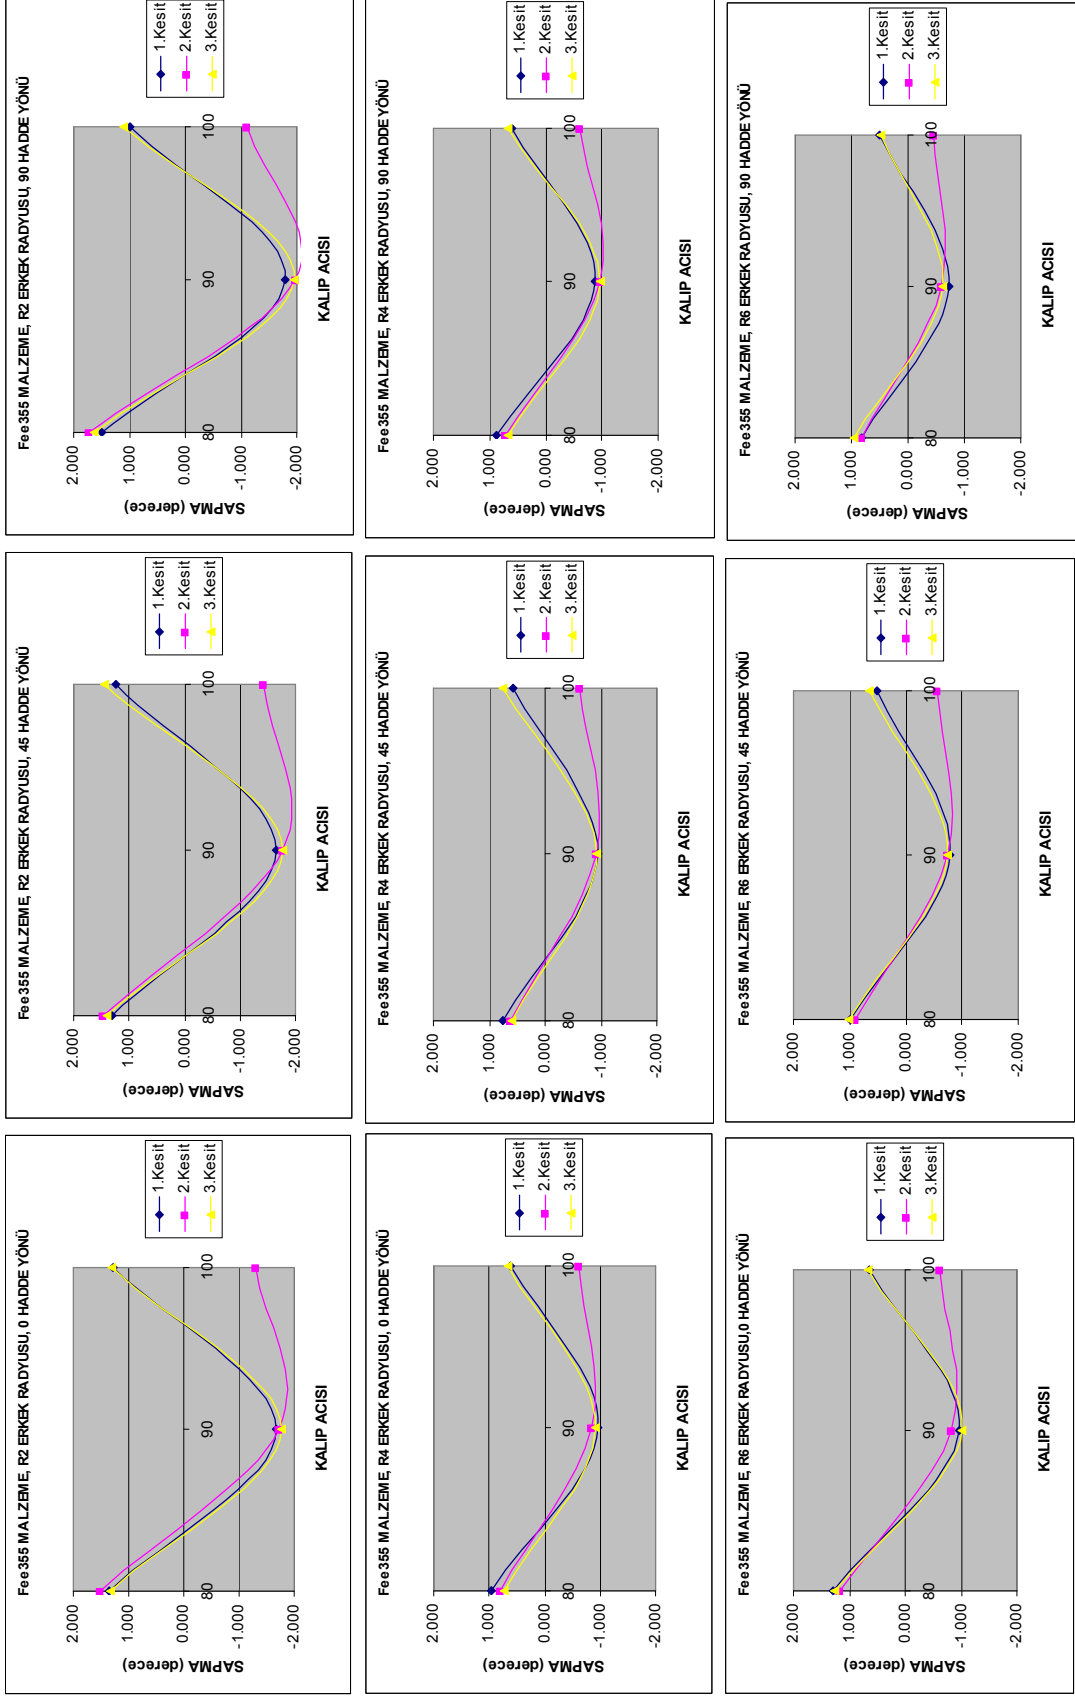 Fee355 MALZEME, R2 ERKEK RADYUSU, 0 HADDE YÖNÜ
SAPMA (derece)
2.000
1.000
0.000
-1.000
-2.000
80
90
100
KALIP ACISI
1.Kesit
2.Kesit
3.Kesit
Fee355 MALZEME, R2 ERKEK RADYUSU, 45 HADDE YÖNÜ
SAPMA (derece)
2.000
1.000
0.000
-1.000
-2.000
80
90
100
KALIP ACISI
1.Kesit
2.Kesit
3.Kesit
Fee355 MALZEME, R2 ERKEK RADYUSU, 90 HADDE YÖNÜ
SAPMA (derece)
2.000
1.000
0.000
-1.000
-2.000
80
90
100
KALIP ACISI
1.Kesit
2.Kesit
3.Kesit
Fee355 MALZEME, R4 ERKEK RADYUSU, 0 HADDE YÖNÜ
SAPMA (derece)
2.000
1.000
0.000
-1.000
-2.000
80
90
100
KALIP ACISI
1.Kesit
2.Kesit
3.Kesit
Fee355 MALZEME, R4 ERKEK RADYUSU, 45 HADDE YÖNÜ
SAPMA (derece)
2.000
1.000
0.000
-1.000
-2.000
80
90
100
KALIP ACISI
1.Kesit
2.Kesit
3.Kesit
Fee355 MALZEME, R4 ERKEK RADYUSU, 90 HADDE YÖNÜ
SAPMA (derece)
2.000
1.000
0.000
-1.000
-2.000
80
90
100
KALIP ACISI
1.Kesit
2.Kesit
3.Kesit
Fee355 MALZEME, R6 ERKEK RADYUSU,0 HADDE YÖNÜ
SAPMA (derece)
2.000
1.000
0.000
-1.000
-2.000
80
90
100
KALIP ACISI
1.Kesit
2.Kesit
3.Kesit
Fee355 MALZEME, R6 ERKEK RADYUSU, 45 HADDE YÖNÜ
SAPMA (derece)
2.000
1.000
0.000
-1.000
-2.000
80
90
100
KALIP ACISI
1.Kesit
2.Kesit
3.Kesit
Fee355 MALZEME, R6 ERKEK RADYUSU, 90 HADDE YÖNÜ
SAPMA (derece)
2.000
1.000
0.000
-1.000
-2.000
80
90
100
KALIP ACISI
1.Kesit
2.Kesit
3.Kesit